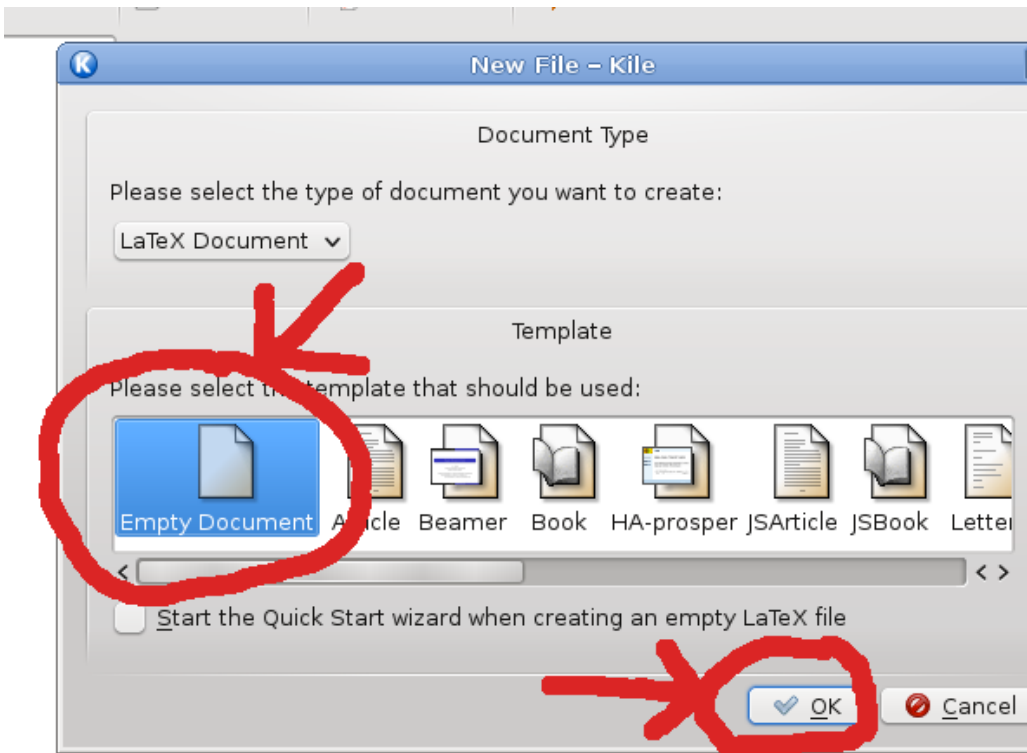 New File – Kile
Document Type
Please select the type of document you want to create:
LaTeX Document
Template
Please select the template that should be used:
Empty Document Article Beamer Book HA-prosper JSArticle JSBook Letter
Start the Quick Start wizard when creating an empty LaTeX file
OK Cancel